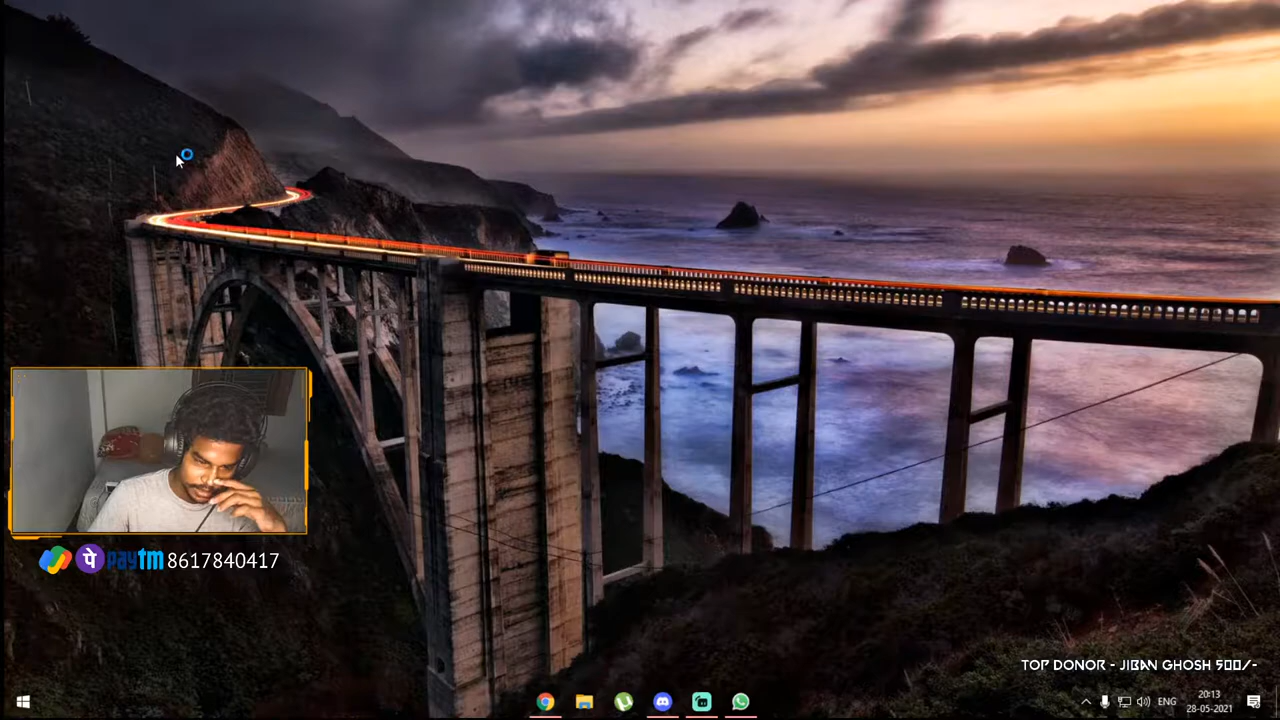 पे paytm 8617840417
TOP DONOR - JIBAN GHOSH 500/-
ENG
20:13
28-05-2021